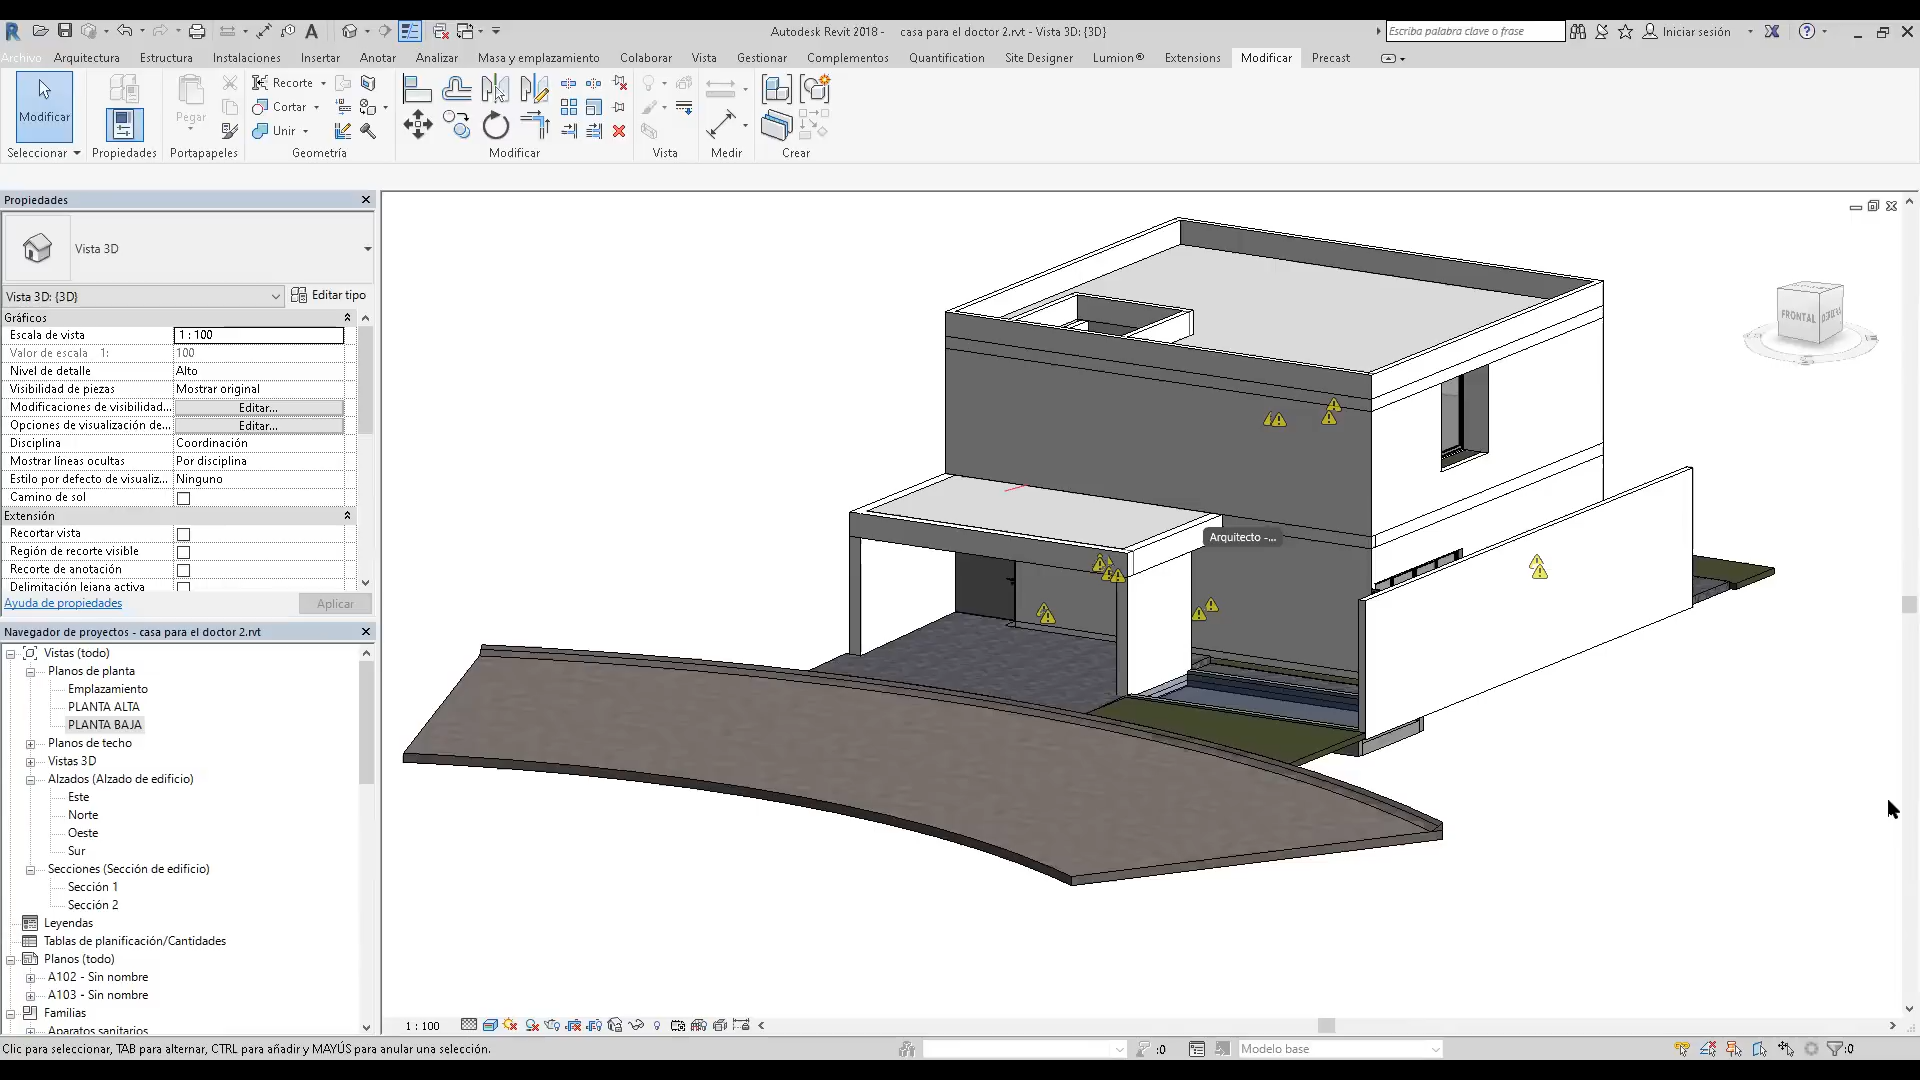 Autodesk Revit 2018 - casa para el doctor 2.rvt - Vista 3D: {3D}
Escriba palabra clave o frase
Iniciar sesión
Archivo Arquitectura Estructura Instalaciones Insertar Anotar Analizar Masa y emplazamiento Colaborar Vista Gestionar Complementos Quantification Site Designer Lumion® Extensions Modificar Precast
Modificar
Pegar
Recorte
Cortar
Unir
Seleccionar Propiedades Portapapeles Geometría Modificar Vista Medir Crear
Propiedades
Vista 3D
Vista 3D: {3D} Editar tipo
Gráficos
Escala de vista 1 : 100
Valor de escala 1: 100
Nivel de detalle Alto
Visibilidad de piezas Mostrar original
Modificaciones de visibilidad... Editar...
Opciones de visualización de... Editar...
Disciplina Coordinación
Mostrar líneas ocultas Por disciplina
Estilo por defecto de visualiz... Ninguno
Camino de sol
Extensión
Recortar vista
Región de recorte visible
Recorte de anotación
Delimitación lejana activa
Ayuda de propiedades Aplicar
Navegador de proyectos - casa para el doctor 2.rvt
Vistas (todo)
Planos de planta
Emplazamiento
PLANTA ALTA
PLANTA BAJA
Planos de techo
Vistas 3D
Alzados (Alzado de edificio)
Este
Norte
Oeste
Sur
Secciones (Sección de edificio)
Sección 1
Sección 2
Leyendas
Tablas de planificación/Cantidades
Planos (todo)
A102 - Sin nombre
A103 - Sin nombre
Familias
Aparatos sanitarios
FRONTAL
Arquitecto -...
1 : 100
Clic para seleccionar, TAB para alternar, CTRL para añadir y MAYÚS para anular una selección.
:0
Modelo base
:0